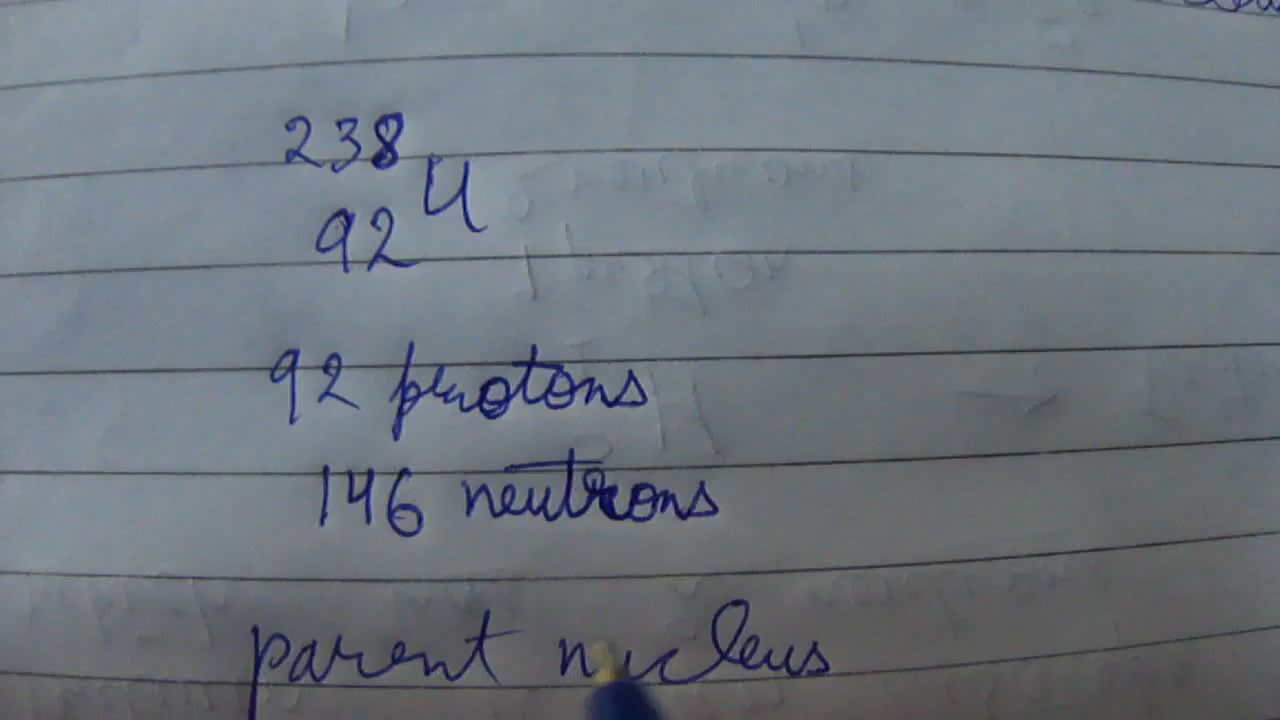 238
92 U
92 protons
146 neutrons
parent nucleus